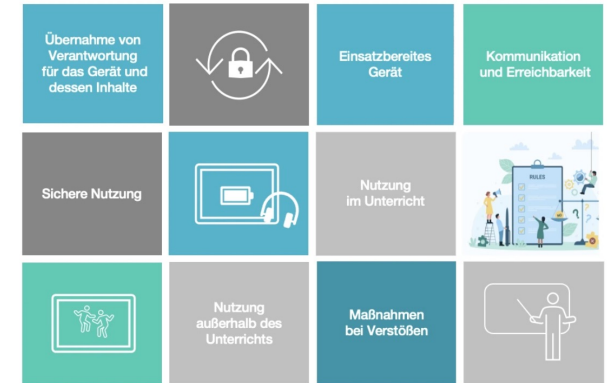 Übernahme von
Verantwortung
für das Gerät und
dessen Inhalte
Einsatzbereites
Gerät
Kommunikation
und Erreichbarkeit
Sichere Nutzung
Nutzung
im Unterricht
RULES
Nutzung
außerhalb des
Unterrichts
Maßnahmen
bei Verstößen